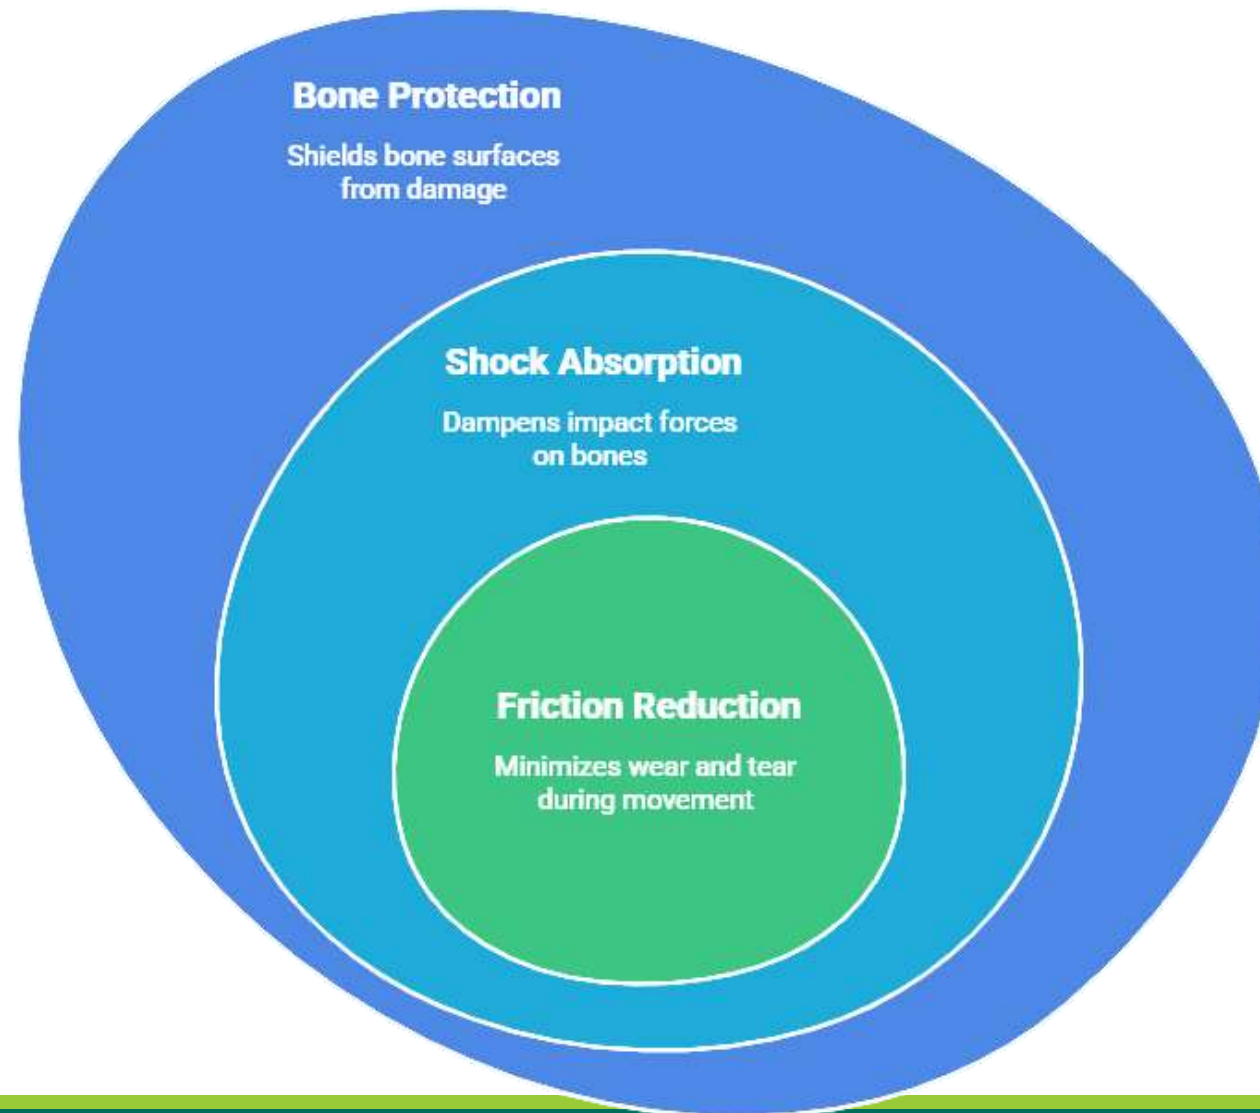 Bone Protection
Shields bone surfaces
from damage
Shock Absorption
Dampens impact forces
on bones
Friction Reduction
Minimizes wear and tear
during movement